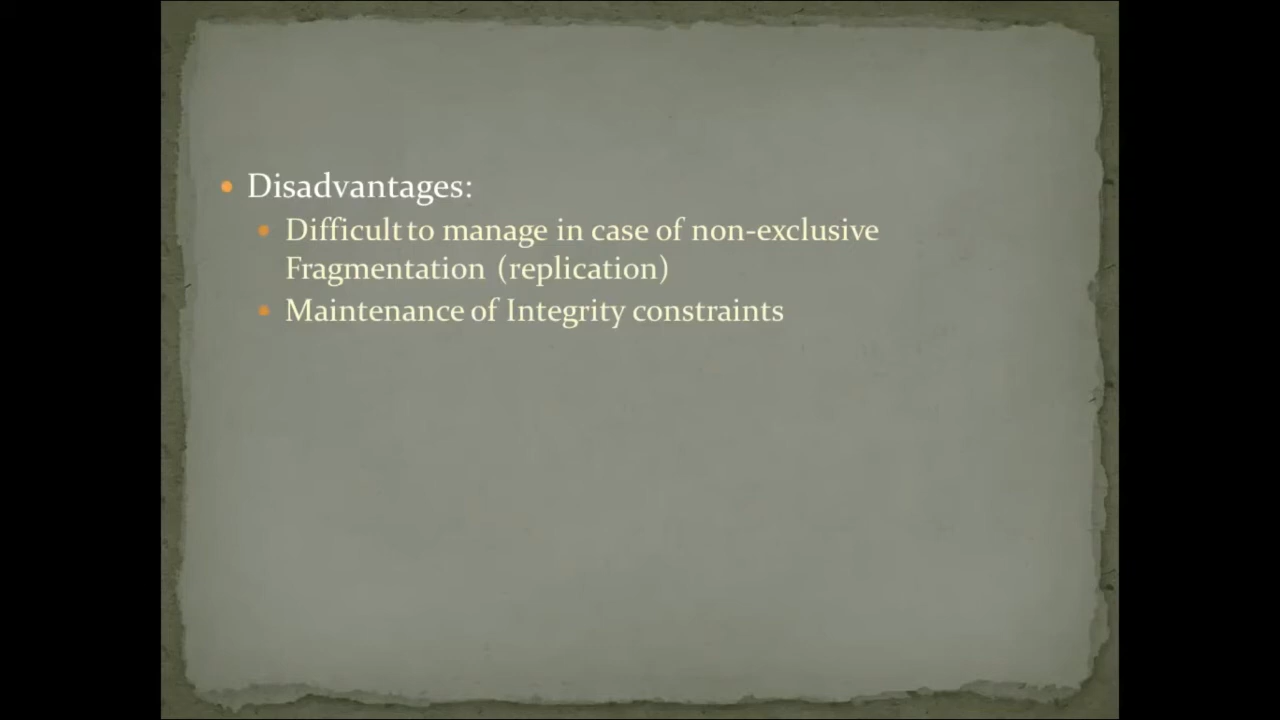 Disadvantages:
Difficult to manage in case of non-exclusive
Fragmentation (replication)
Maintenance of Integrity constraints